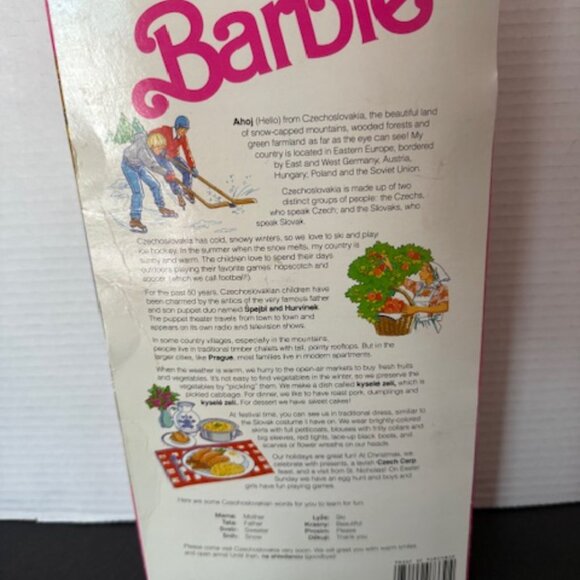 Barbie
Ahoj (Hello) from Czechoslovakia, the beautiful land
of snow-capped mountains, wooded forests and
green farmland as far as the eye can see! My
country is located in Eastern Europe, bordered
by East and West Germany, Austria,
Hungary, Poland and the Soviet Union.
Czechoslovakia is made up of two
distinct groups of people: the Czechs,
who speak Czech; and the Slovaks, who
speak Slovak.
Czechoslovakia has cold, snowy winters, so we love to ski and play
ice hockey. In the summer when the snow melts, my country is
sunny and warm. The children love to spend their days
outdoors playing their favorite games: hopscotch and
soccer (which we call football!)
For the past 50 years, Czechoslovakian children have
been charmed by the antics of the very famous father
and son puppet duo named Spejbl and Hurvinek.
The puppet theater travels from town to town and
appears on its own radio and television shows.
In some country villages, especially in the mountains,
people live in traditional timber chalets with tall, pointy rooftops. But in the
larger cities, like Prague, most families live in modern apartments.
When the weather is warm, we hurry to the open-air markets to buy fresh fruits
and vegetables. It's not easy to find vegetables in the winter, so we preserve the
vegetables by "pickling" them. We make a dish called kyselé zelí, which is
pickled cabbage. For dinner, we like to have roast pork, dumplings and
kyselé zelí. For dessert we have sweet cakes!
At festival time, you can see us in traditional dress, similar to
the Slovak costume I have on. We wear brightly-colored
skirts with full petticoats, blouses with frilly collars and
big sleeves, red tights, lace-up black boots, and
scarves or flower wreaths on our heads.
Our holidays are great fun! At Christmas, we
celebrate with presents, a lavish Czech Carp
feast, and a visit from St. Nicholas! On Easter
Sunday we have an egg hunt and boys and
girls have fun playing games.
Here are some Czechoslovakian words for you to learn for fun:
Mama: Mother Lyže: Ski
Tata: Father Krasny: Beautiful
Svetr: Sweater Prosim: Please
Snih: Snow Děkuji: Thank you
Please come visit Czechoslovakia very soon! We will greet you with warm smiles
and open arms! Until then, na shledanou (goodbye)!
PROOF OF PURCHASE